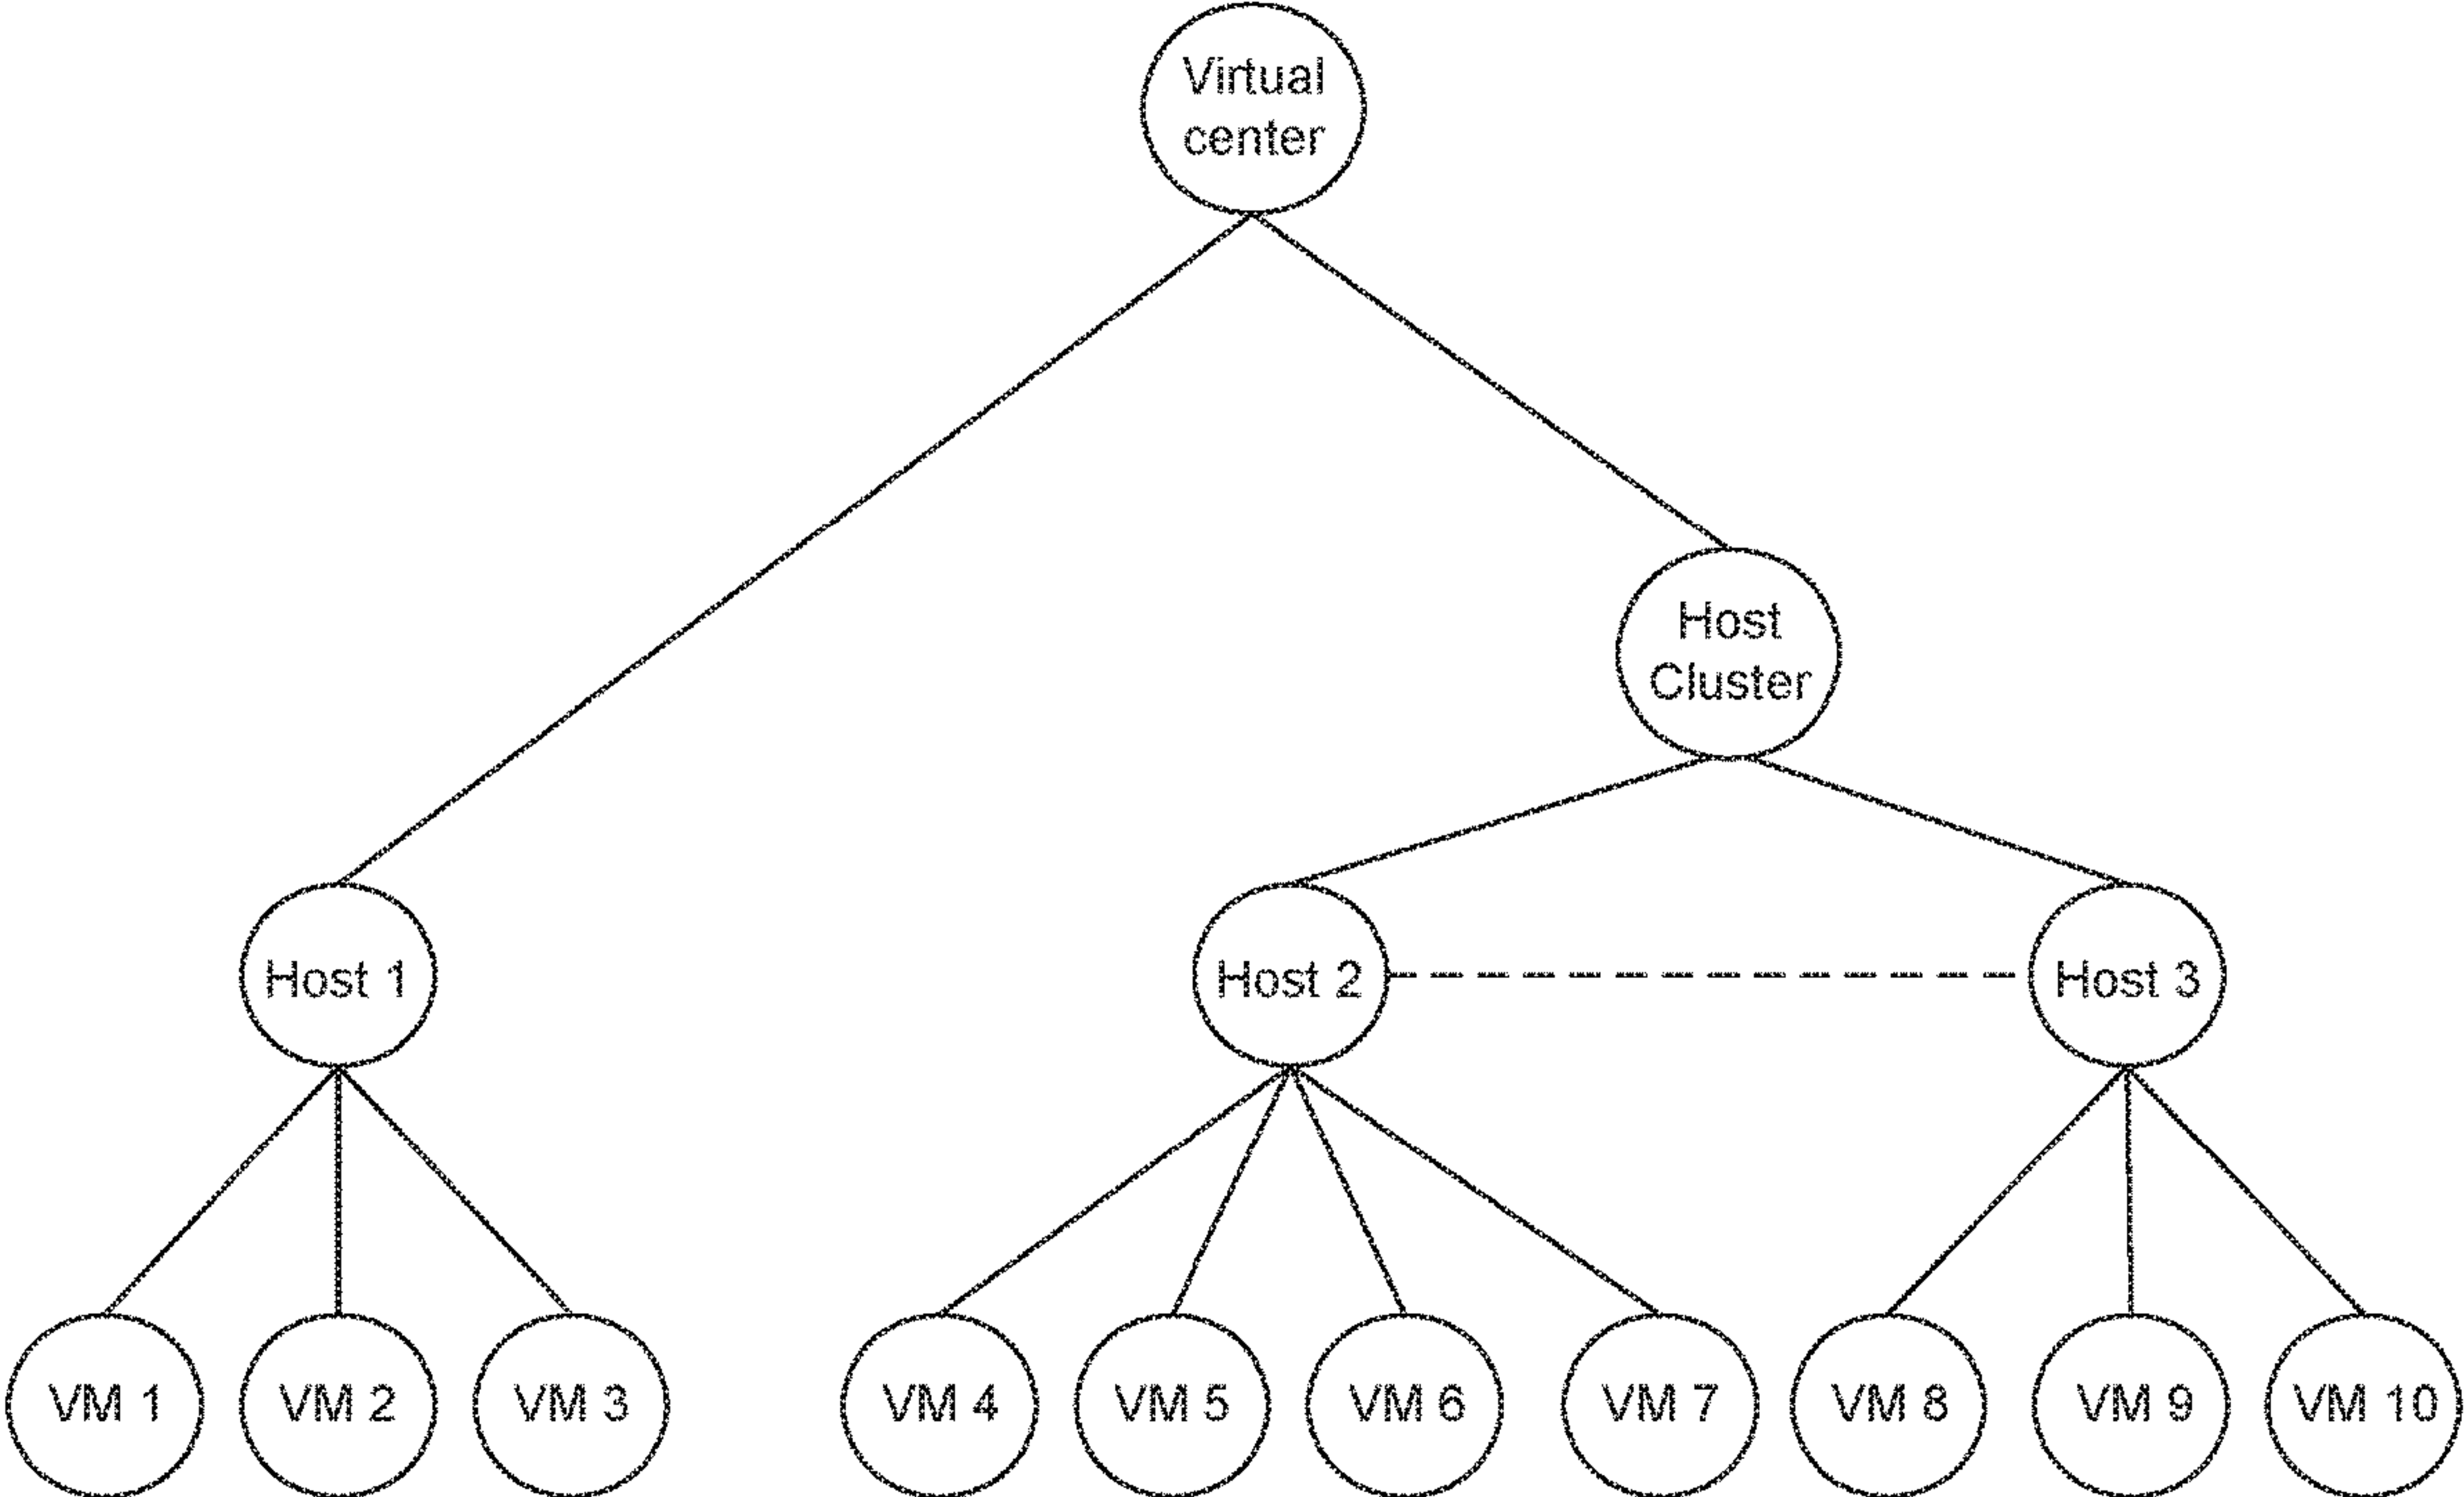 Virtual
center
Host
Cluster
Host 1
Host 2
Host 3
VM 1
VM 2
VM 3
VM 4
VM 5
VM 6
VM 7
VM 8
VM 9
VM 10